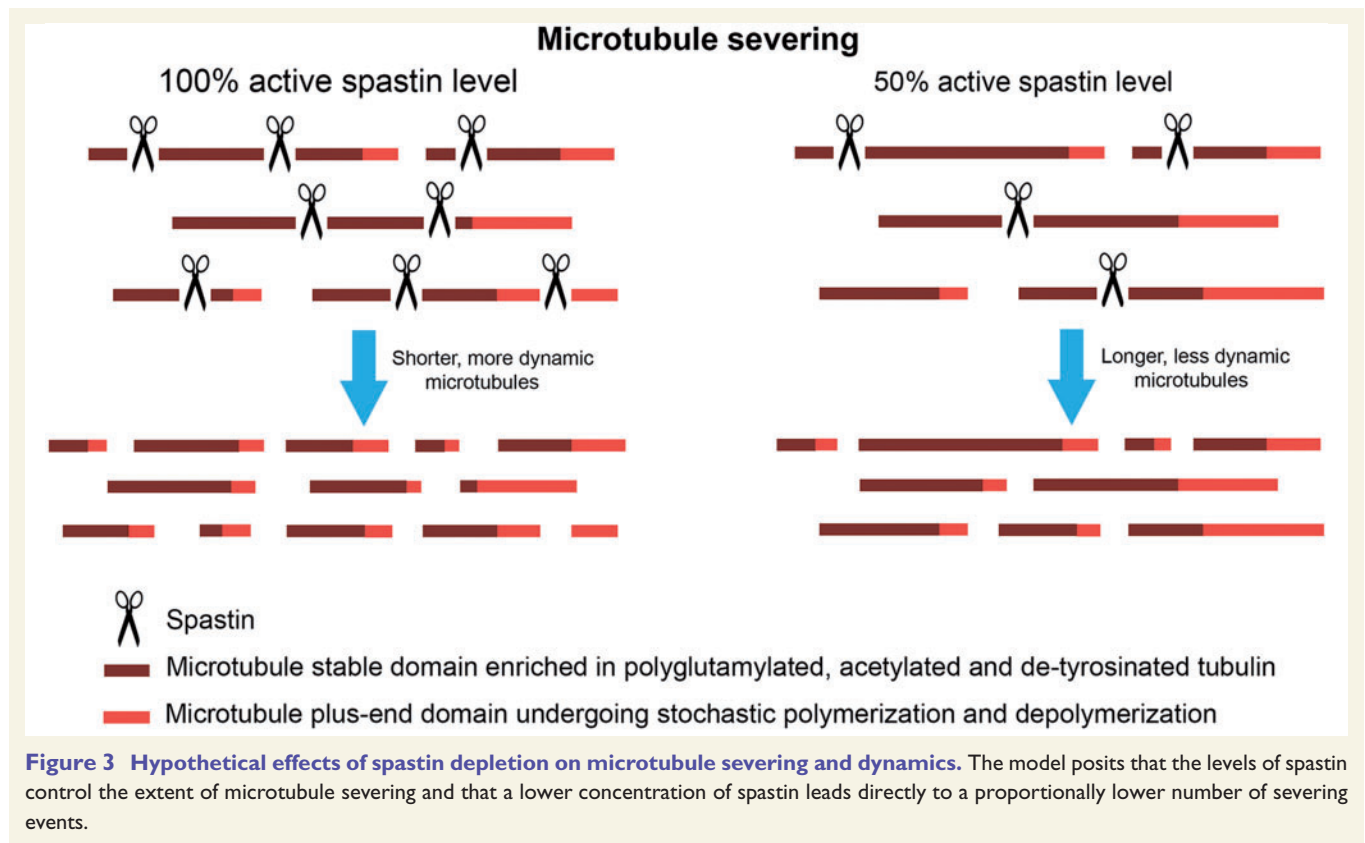 Microtubule severing
100% active spastin level
50% active spastin level
Shorter, more dynamic
microtubules
Longer, less dynamic
microtubules
Spastin
Microtubule stable domain enriched in polyglutamylated, acetylated and de-tyrosinated tubulin
Microtubule plus-end domain undergoing stochastic polymerization and depolymerization
Figure 3 Hypothetical effects of spastin depletion on microtubule severing and dynamics. The model posits that the levels of spastin
control the extent of microtubule severing and that a lower concentration of spastin leads directly to a proportionally lower number of severing
events.